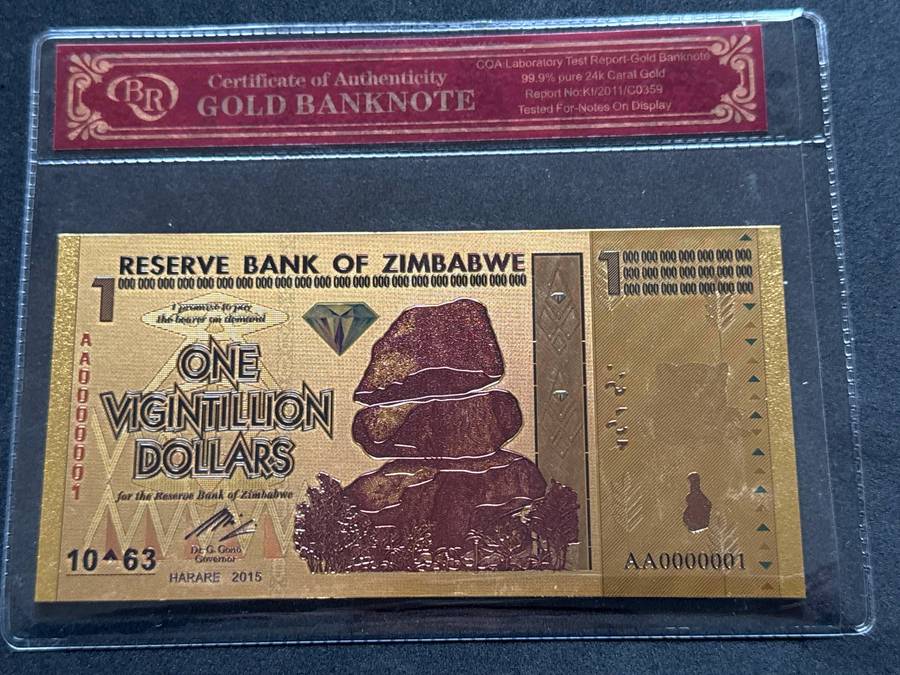 BR
Certificate of Authenticity
GOLD BANKNOTE
COA Laboratory Test Report-Gold Banknote
99.9% pure 24k Carat Gold
Report No:KI/2011/C0359
Tested For-Notes On Display
RESERVE BANK OF ZIMBABWE
1 000 000 000 000 000 000 000 000 000 000 000 000 000 000 000 000 000 000 000 000 000
I promise to pay
the bearer on demand
ONE
VIGINTILLION
DOLLARS
for the Reserve Bank of Zimbabwe
Dr. G. Gono
Governor
HARARE 2015
10▲63
AA0000001
1 000 000 000 000 000 000 000
000 000 000 000 000 000 000
000 000 000 000 000 000 000
AA0000001